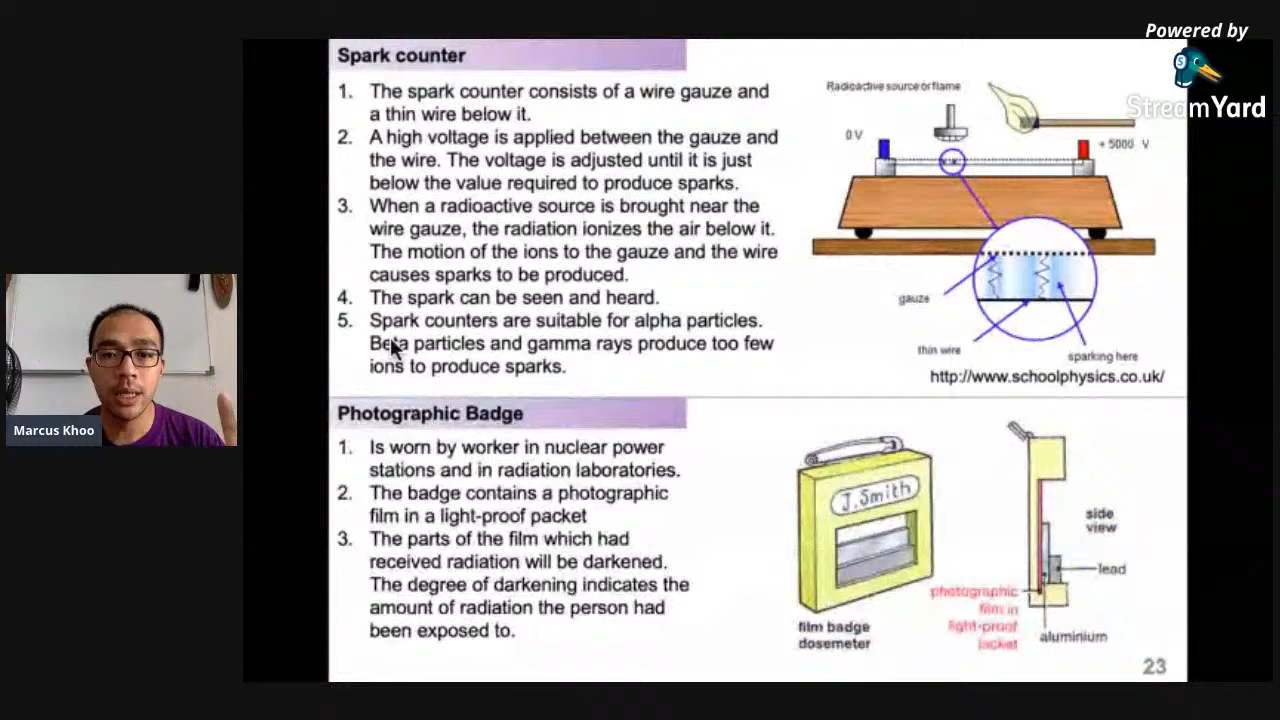 Powered by
StreamYard
Spark counter
1. The spark counter consists of a wire gauze and
a thin wire below it.
2. A high voltage is applied between the gauze and
the wire. The voltage is adjusted until it is just
below the value required to produce sparks.
3. When a radioactive source is brought near the
wire gauze, the radiation ionizes the air below it.
The motion of the ions to the gauze and the wire
causes sparks to be produced.
4. The spark can be seen and heard.
5. Spark counters are suitable for alpha particles.
Beta particles and gamma rays produce too few
ions to produce sparks.
Radioactive source or flame
0 V
+ 5000 V
gauze
thin wire
sparking here
http://www.schoolphysics.co.uk/
Marcus Khoo
Photographic Badge
1. Is worn by worker in nuclear power
stations and in radiation laboratories.
2. The badge contains a photographic
film in a light-proof packet
3. The parts of the film which had
received radiation will be darkened.
The degree of darkening indicates the
amount of radiation the person had
been exposed to.
J. Smith
film badge
dosemeter
side
view
lead
photographic
film in
light-proof
jacket
aluminium
23